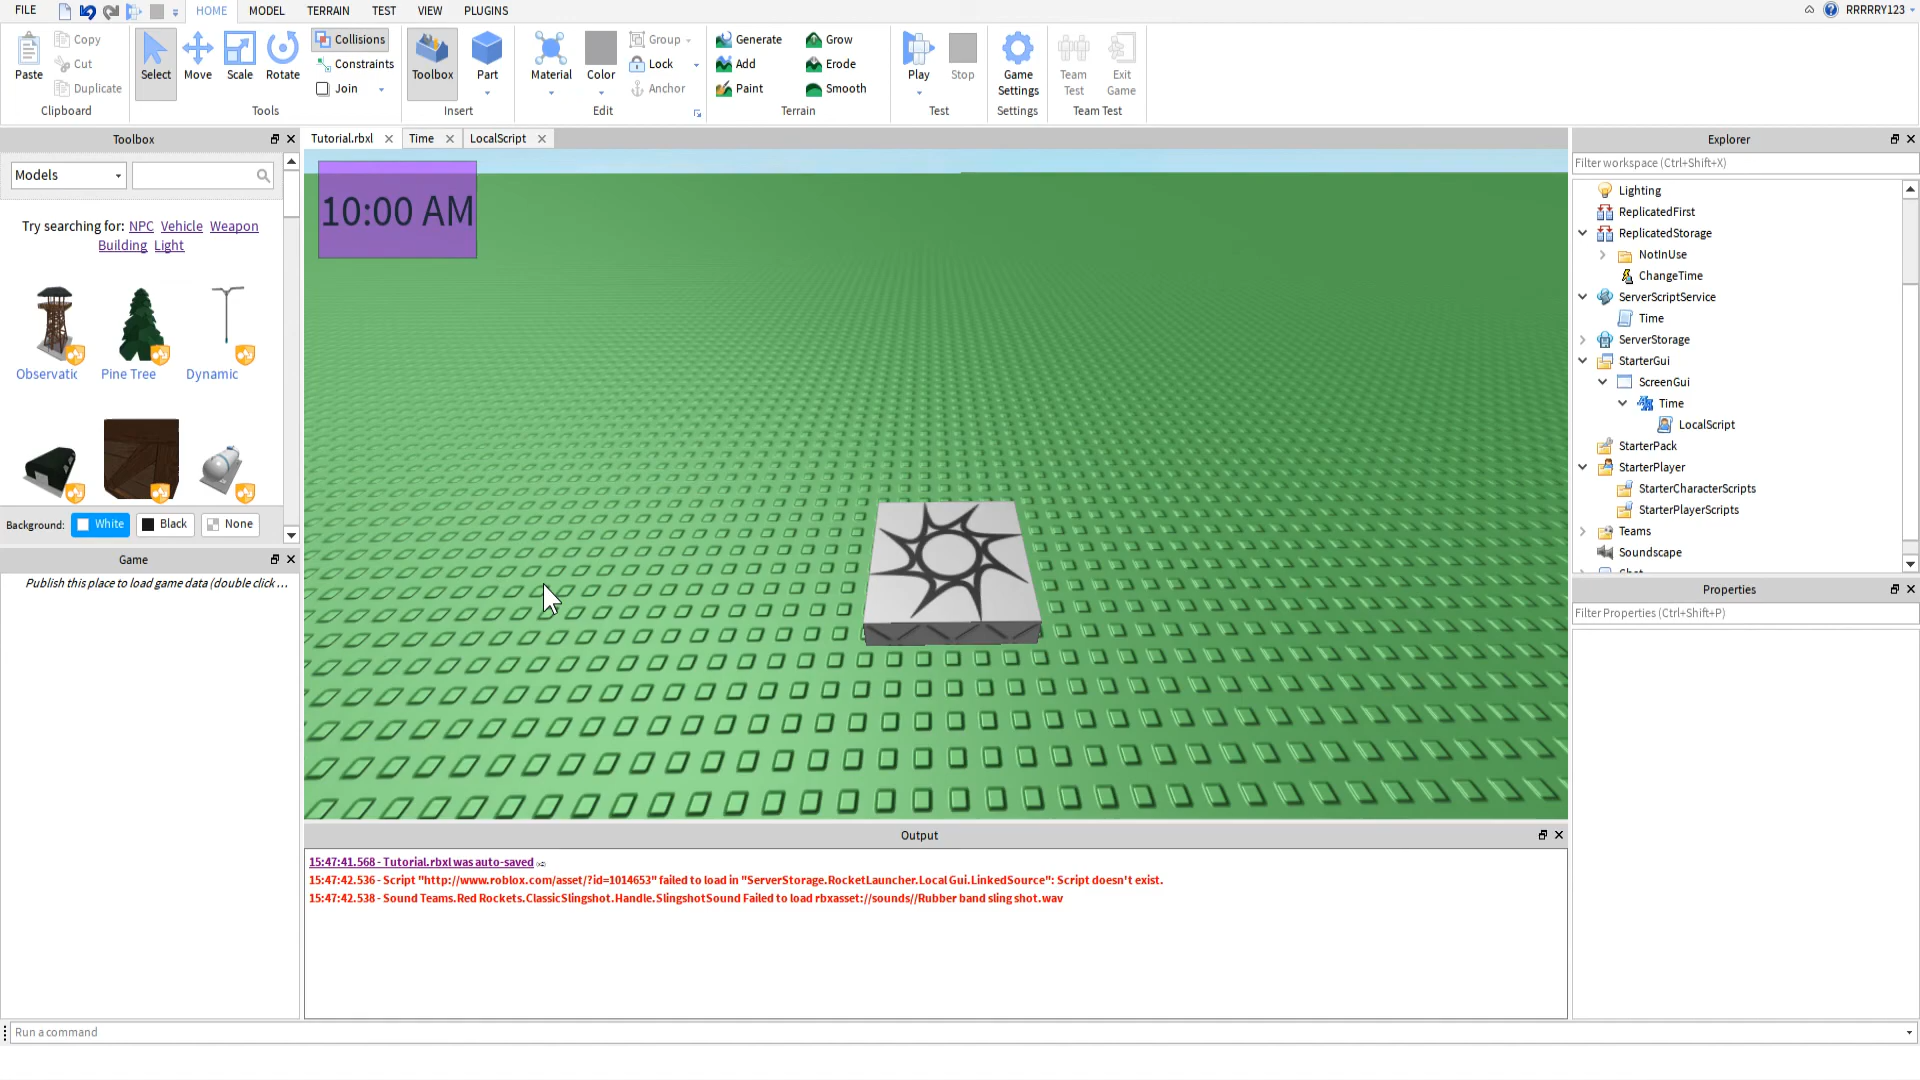 FILE HOME MODEL TERRAIN TEST VIEW PLUGINS RRRRRY123
Paste Copy Cut Duplicate
Clipboard
Select Move Scale Rotate Collisions Constraints Join
Tools
Toolbox Part
Insert
Material Color Group Lock Anchor
Edit
Generate Grow
Add Erode
Paint Smooth
Terrain
Play Stop
Test
Game Settings
Settings
Team Test Exit Game
Team Test
Toolbox
Models
Try searching for: NPC Vehicle Weapon
Building Light
Observatic Pine Tree Dynamic
Background: White Black None
Game
Publish this place to load game data (double click ...
Tutorial.rbxl Time LocalScript
10:00 AM
Output
15:47:41.568 - Tutorial.rbxl was auto-saved
15:47:42.536 - Script "http://www.roblox.com/asset/?id=1014653" failed to load in "ServerStorage.RocketLauncher.Local Gui.LinkedSource": Script doesn't exist.
15:47:42.538 - Sound Teams.Red Rockets.ClassicSlingshot.Handle.SlingshotSound Failed to load rbxasset://sounds//Rubber band sling shot.wav
Explorer
Filter workspace (Ctrl+Shift+X)
Lighting
ReplicatedFirst
ReplicatedStorage
NotInUse
ChangeTime
ServerScriptService
Time
ServerStorage
StarterGui
ScreenGui
Time
LocalScript
StarterPack
StarterPlayer
StarterCharacterScripts
StarterPlayerScripts
Teams
Soundscape
Properties
Filter Properties (Ctrl+Shift+P)
Run a command